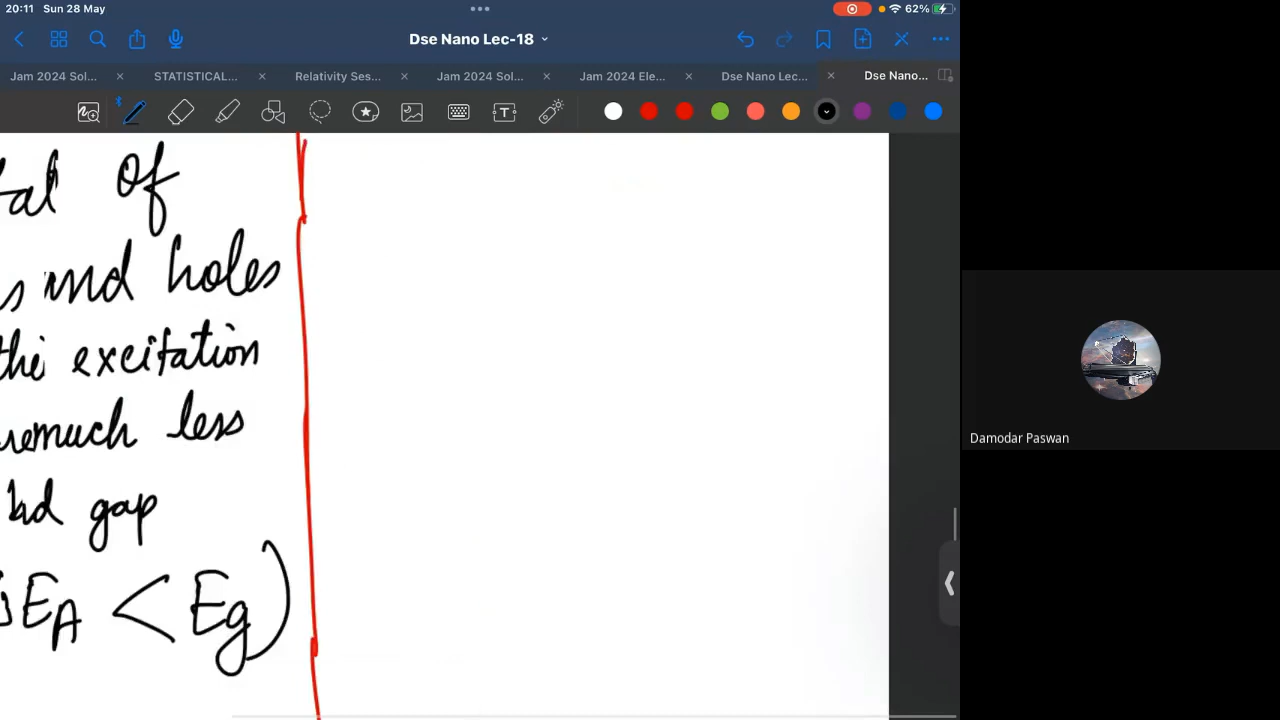 20:11 Sun 28 May
62%
Dse Nano Lec-18
Jam 2024 Sol...
STATISTICAL...
Relativity Ses...
Jam 2024 Sol...
Jam 2024 Ele...
Dse Nano Lec...
Dse Nano...
T
of
and holes
the excitation
much less
gap
EA < Eg)
Damodar Paswan